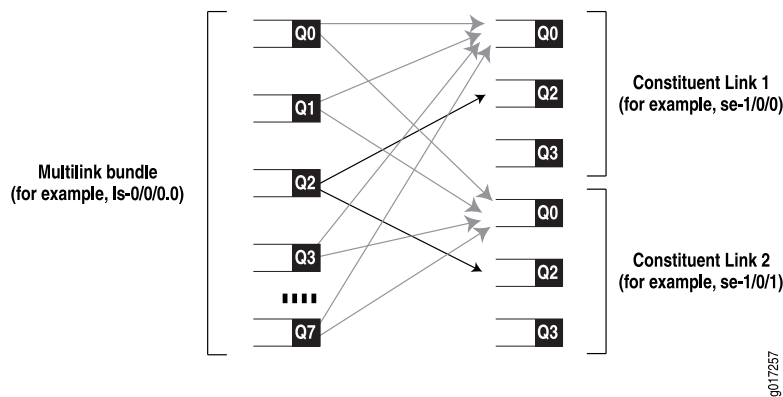 Multilink bundle
(for example, ls-0/0/0.0)
Q0
Q1
Q2
Q3
Q7
Q0
Q2
Q3
Q0
Q2
Q3
Constituent Link 1
(for example, se-1/0/0)
Constituent Link 2
(for example, se-1/0/1)
g017257